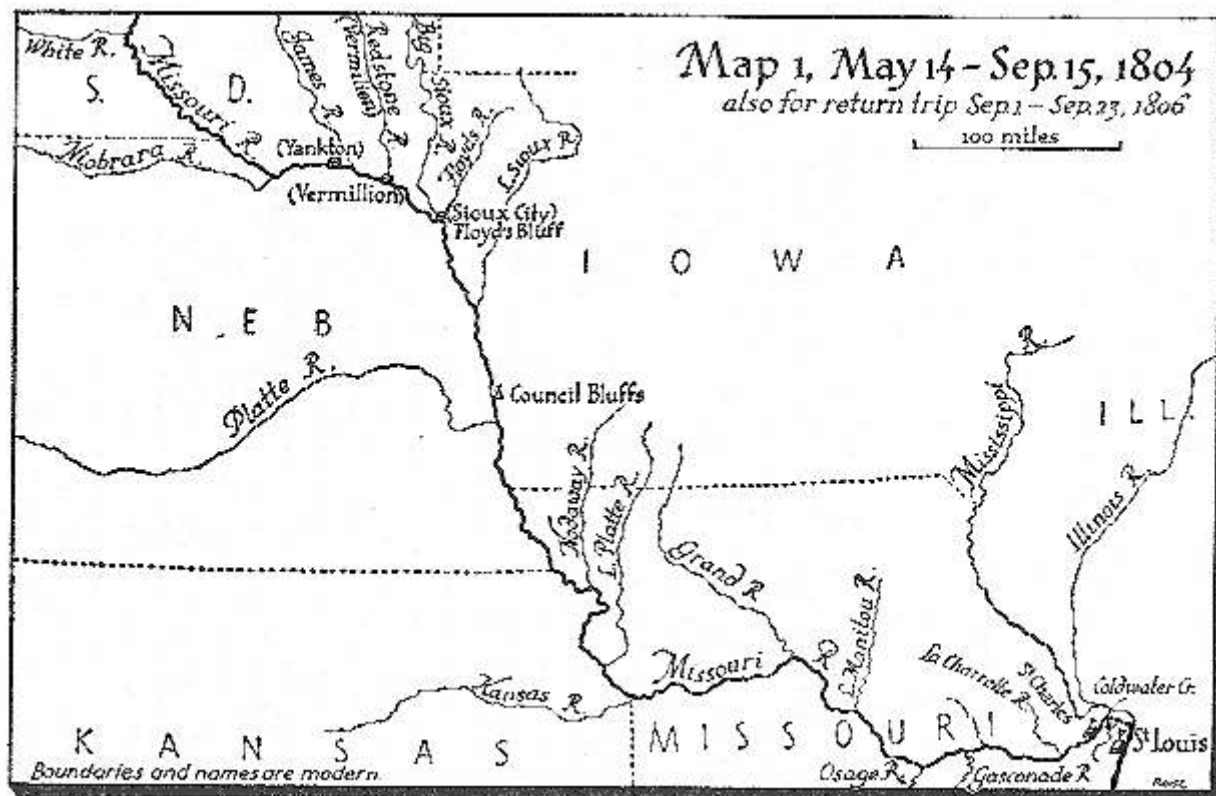 Map 1, May 14 – Sep. 15, 1804
also for return trip Sep. 1 – Sep. 23, 1806
100 miles
White R.
Missouri R.
James R.
Redstone R.
(Vermillion)
Big Sioux R.
Floyds R.
L. Sioux R.
S. D.
Niobrara R.
(Yankton)
(Vermillion)
(Sioux City)
Floyd's Bluff
I O W A
N E B
Platte R.
Council Bluffs
Mississippi R.
I L L.
Illinois R.
Nodaway R.
L. Platte R.
Grand R.
L. Manitou R.
Missouri R.
La Charrette R.
St Charles
Coldwater Cr.
St Louis
Kansas R
K A N S A S
M I S S O U R I
Osage R.
Gasconade R
Boundaries and names are modern.